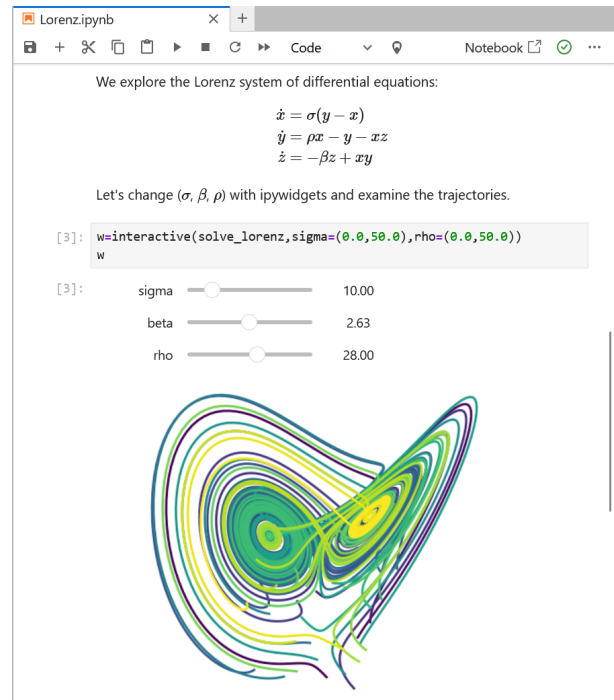 Lorenz.ipynb
Code
Notebook
We explore the Lorenz system of differential equations:
ẋ = σ(y − x)
ẏ = ρx − y − xz
ż = −βz + xy
Let's change (σ, β, ρ) with ipywidgets and examine the trajectories.
[3]: w=interactive(solve_lorenz,sigma=(0.0,50.0),rho=(0.0,50.0))
w
[3]:
sigma 10.00
beta 2.63
rho 28.00